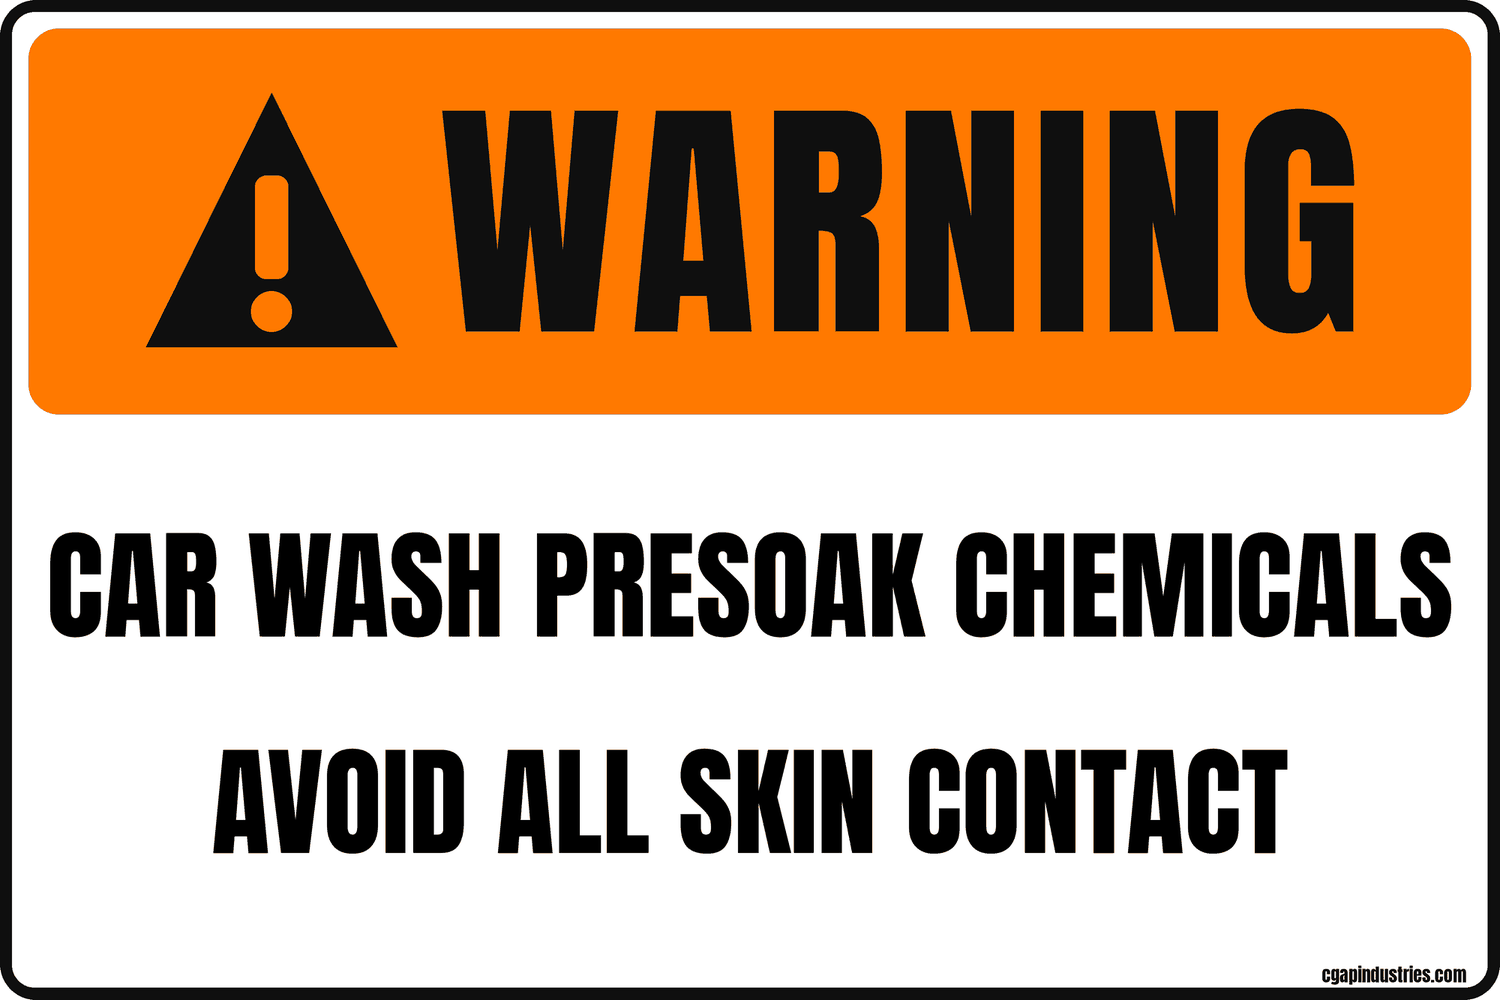 WARNING
CAR WASH PRESOAK CHEMICALS
AVOID ALL SKIN CONTACT
cgapindustries.com